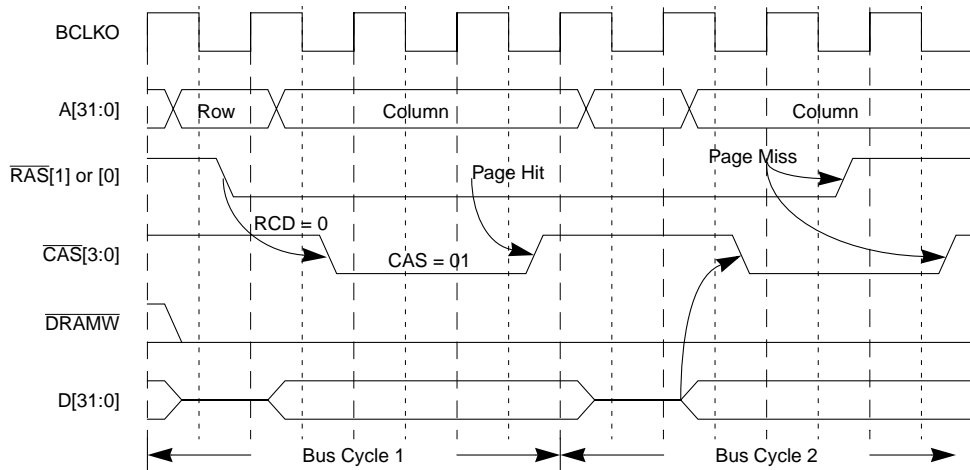 BCLKO
A[31:0]
Row
Column
Column
RAS[1] or [0]
Page Hit
Page Miss
RCD = 0
CAS[3:0]
CAS = 01
DRAMW
D[31:0]
Bus Cycle 1
Bus Cycle 2